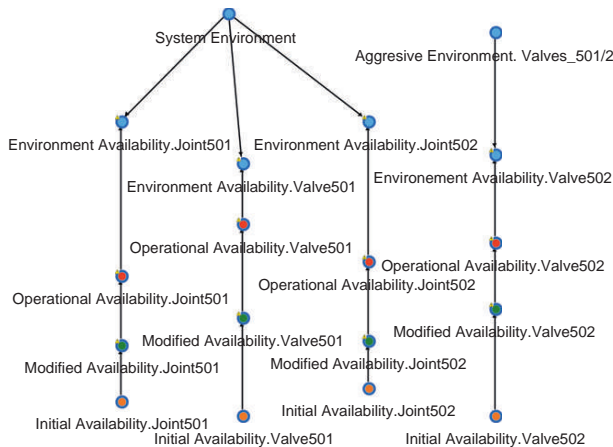 System Environment
Aggresive Environment. Valves_501/2
Environment Availability.Joint501
Environment Availability.Joint502
Environment Availability.Valve501
Environement Availability.Valve502
Operational Availability.Valve501
Operational Availability.Valve502
Operational Availability.Joint501
Operational Availability.Joint502
Modified Availability.Valve501
Modified Availability.Valve502
Modified Availability.Joint501
Modified Availability.Joint502
Initial Availability.Joint501
Initial Availability.Joint502
Initial Availability.Valve501
Initial Availability.Valve502